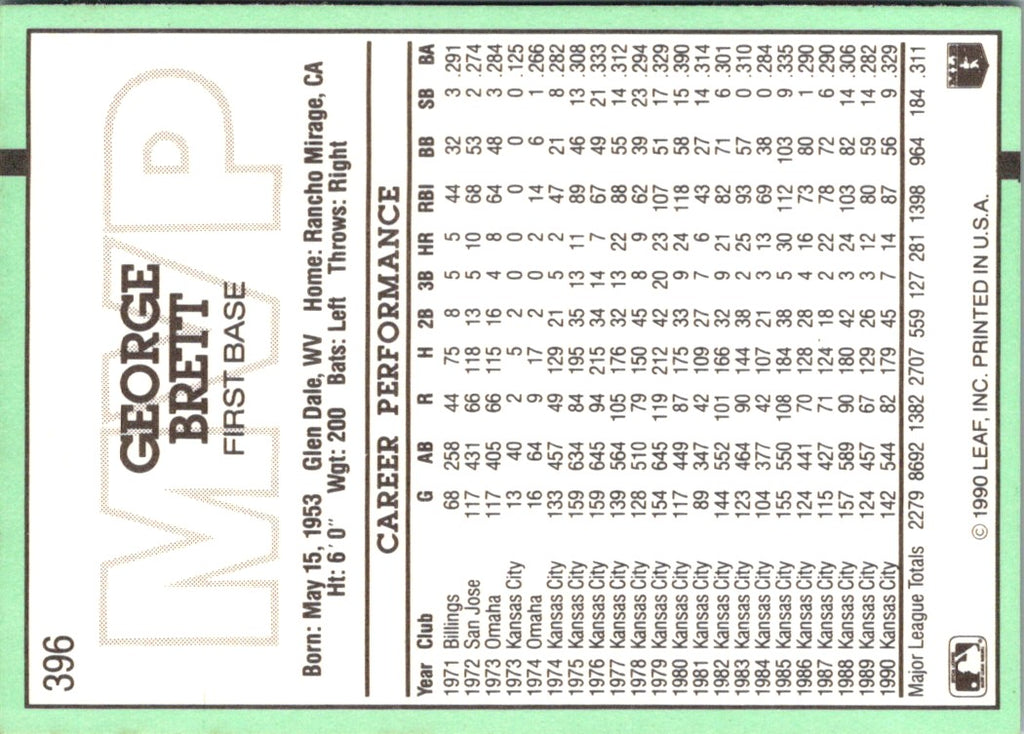 396
MVP
GEORGE
BRETT
FIRST BASE
Born: May 15, 1953 Glen Dale, WV Home: Rancho Mirage, CA
Ht: 6'0" Wgt: 200 Bats: Left Throws: Right
CAREER PERFORMANCE
Year Club G AB R H 2B 3B HR RBI BB SB BA
1971 Billings 68 258 44 75 8 5 5 44 32 3 .291
1972 San Jose 117 431 66 118 13 5 10 68 53 2 .274
1973 Omaha 117 405 66 115 16 4 8 64 48 3 .284
1973 Kansas City 13 40 2 5 2 0 0 0 0 0 .125
1974 Omaha 16 64 9 17 2 0 2 14 6 1 .266
1974 Kansas City 133 457 49 129 21 5 2 47 21 8 .282
1975 Kansas City 159 634 84 195 35 13 11 89 46 13 .308
1976 Kansas City 159 645 94 215 34 14 7 67 49 21 .333
1977 Kansas City 139 564 105 176 32 13 22 88 55 14 .312
1978 Kansas City 128 510 79 150 45 8 9 62 39 23 .294
1979 Kansas City 154 645 119 212 42 20 23 107 51 17 .329
1980 Kansas City 117 449 87 175 33 9 24 118 58 15 .390
1981 Kansas City 89 347 42 109 27 7 6 43 27 14 .314
1982 Kansas City 144 552 101 166 32 9 21 82 71 6 .301
1983 Kansas City 123 464 90 144 38 2 25 93 57 0 .310
1984 Kansas City 104 377 42 107 21 3 13 69 38 0 .284
1985 Kansas City 155 550 108 184 38 5 30 112 103 9 .335
1986 Kansas City 124 441 70 128 28 4 16 73 80 1 .290
1987 Kansas City 115 427 71 124 18 2 22 78 72 6 .290
1988 Kansas City 157 589 90 180 42 3 24 103 82 14 .306
1989 Kansas City 124 457 67 129 26 3 12 80 59 14 .282
1990 Kansas City 142 544 82 179 45 7 14 87 56 9 .329
Major League Totals 2279 8692 1382 2707 559 127 281 1398 964 184 .311
© 1990 LEAF, INC. PRINTED IN U.S.A.